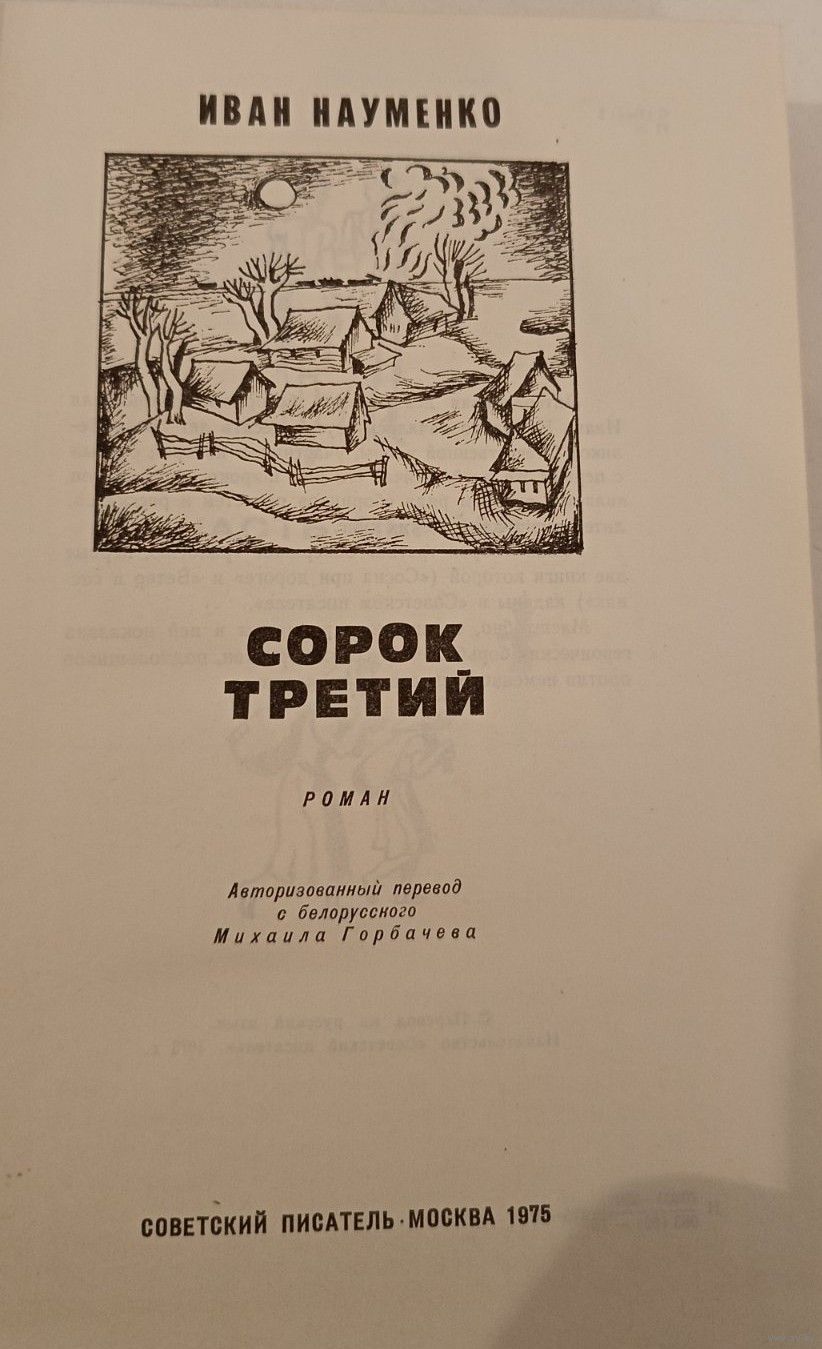 ИВАН НАУМЕНКО
СОРОК
ТРЕТИЙ
РОМАН
Авторизованный перевод
с белорусского
Михаила Горбачева
СОВЕТСКИЙ ПИСАТЕЛЬ · МОСКВА 1975